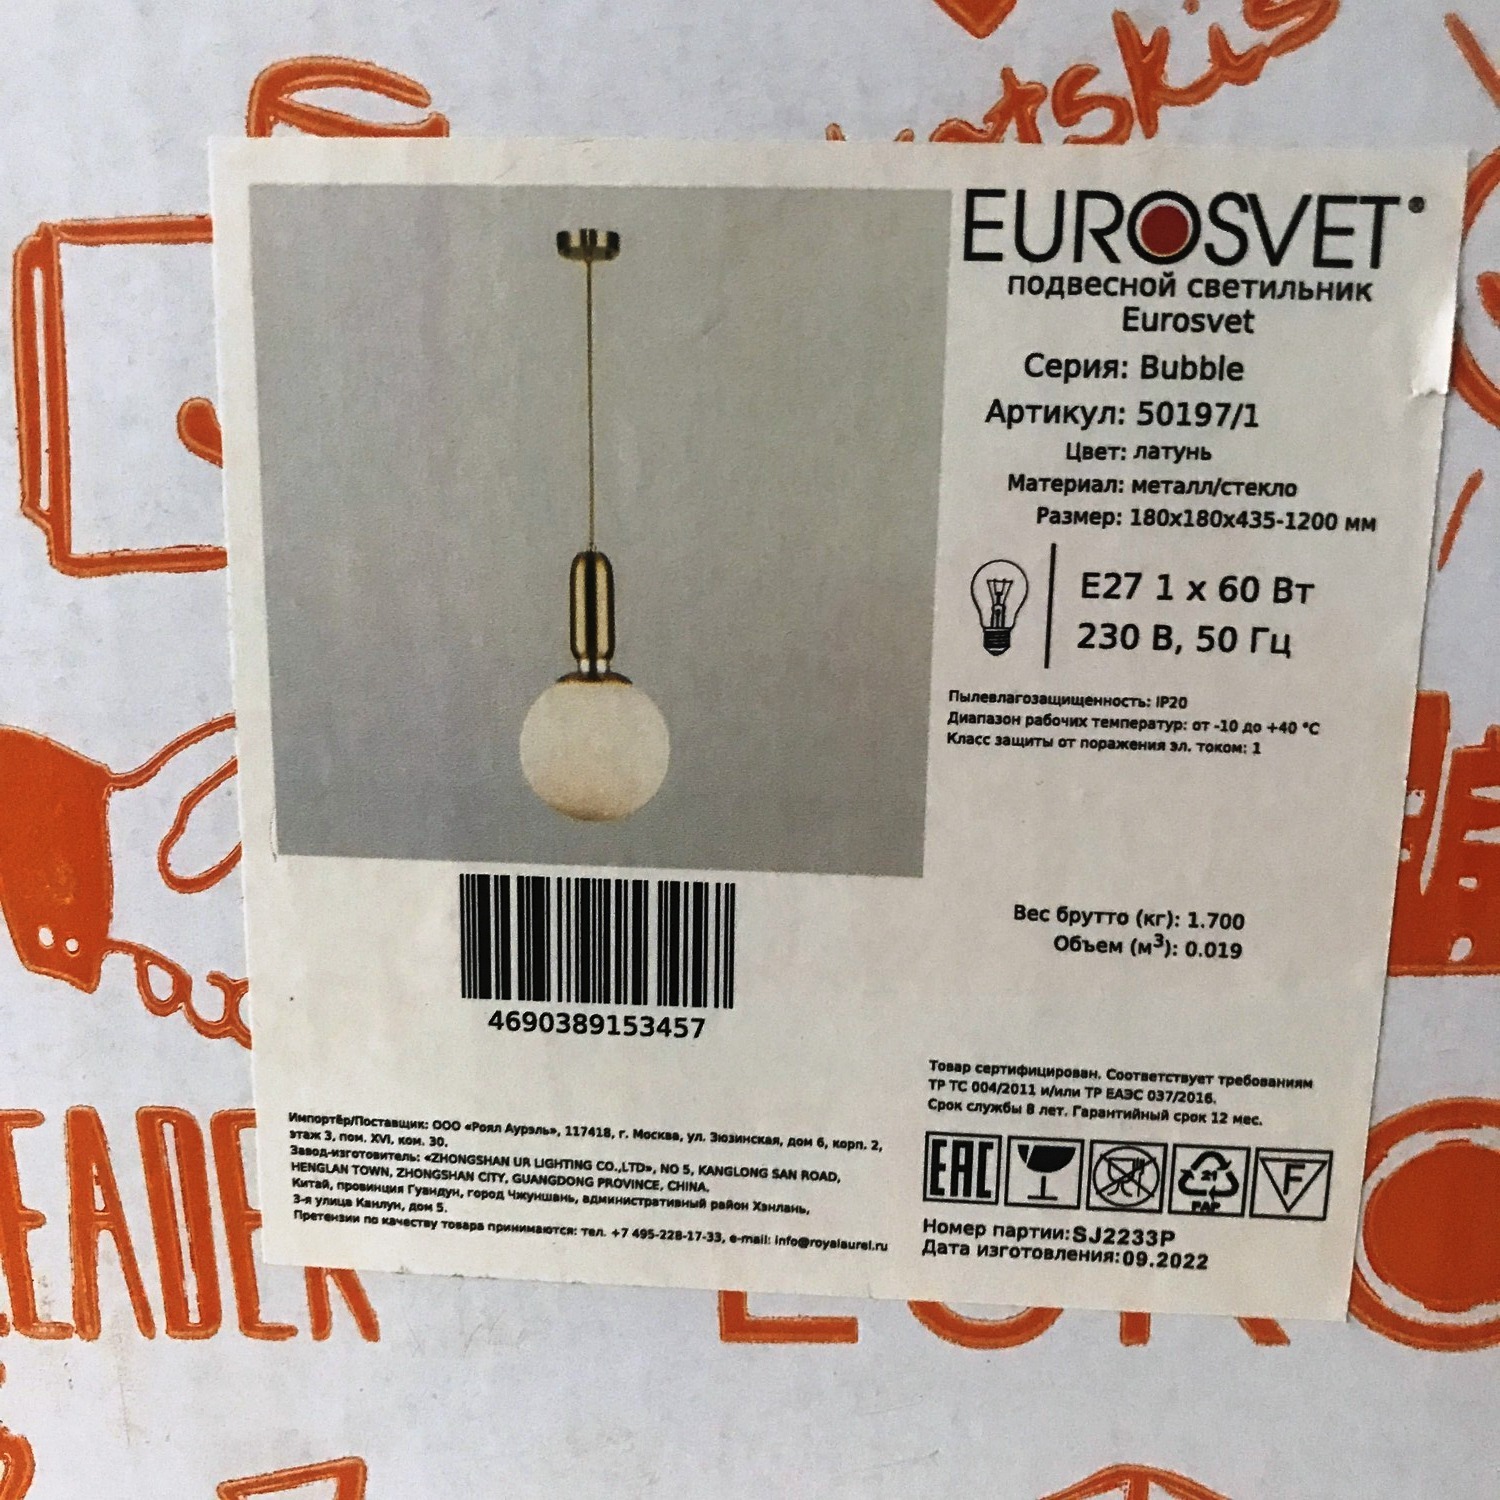 EUROSVET®
подвесной светильник
Eurosvet
Серия: Bubble
Артикул: 50197/1
Цвет: латунь
Материал: металл/стекло
Размер: 180x180x435-1200 мм
E27 1 x 60 Вт
230 В, 50 Гц
Пылевлагозащищенность: IP20
Диапазон рабочих температур: от -10 до +40 °C
Класс защиты от поражения эл. током: 1
Вес брутто (кг): 1.700
Объем (м³): 0.019
4690389153457
Товар сертифицирован. Соответствует требованиям
ТР ТС 004/2011 и/или ТР ЕАЭС 037/2016.
Срок службы 8 лет. Гарантийный срок 12 мес.
Импортёр/Поставщик: ООО «Роял Аурэль», 117418, г. Москва, ул. Зюзинская, дом 6, корп. 2,
этаж 3, пом. XVI, ком. 30.
Завод-изготовитель: «ZHONGSHAN UR LIGHTING CO.,LTD», NO 5, KANGLONG SAN ROAD,
HENGLAN TOWN, ZHONGSHAN CITY, GUANGDONG PROVINCE, CHINA.
Китай, провинция Гуандун, город Чжуншань, административный район Хэнлань,
3-я улица Канлун, дом 5.
Претензии по качеству товара принимаются: тел. +7 495-228-17-33, e-mail: info@royalaurel.ru
EAC
21
PAP
F
Номер партии: SJ2233P
Дата изготовления: 09.2022
LEADER